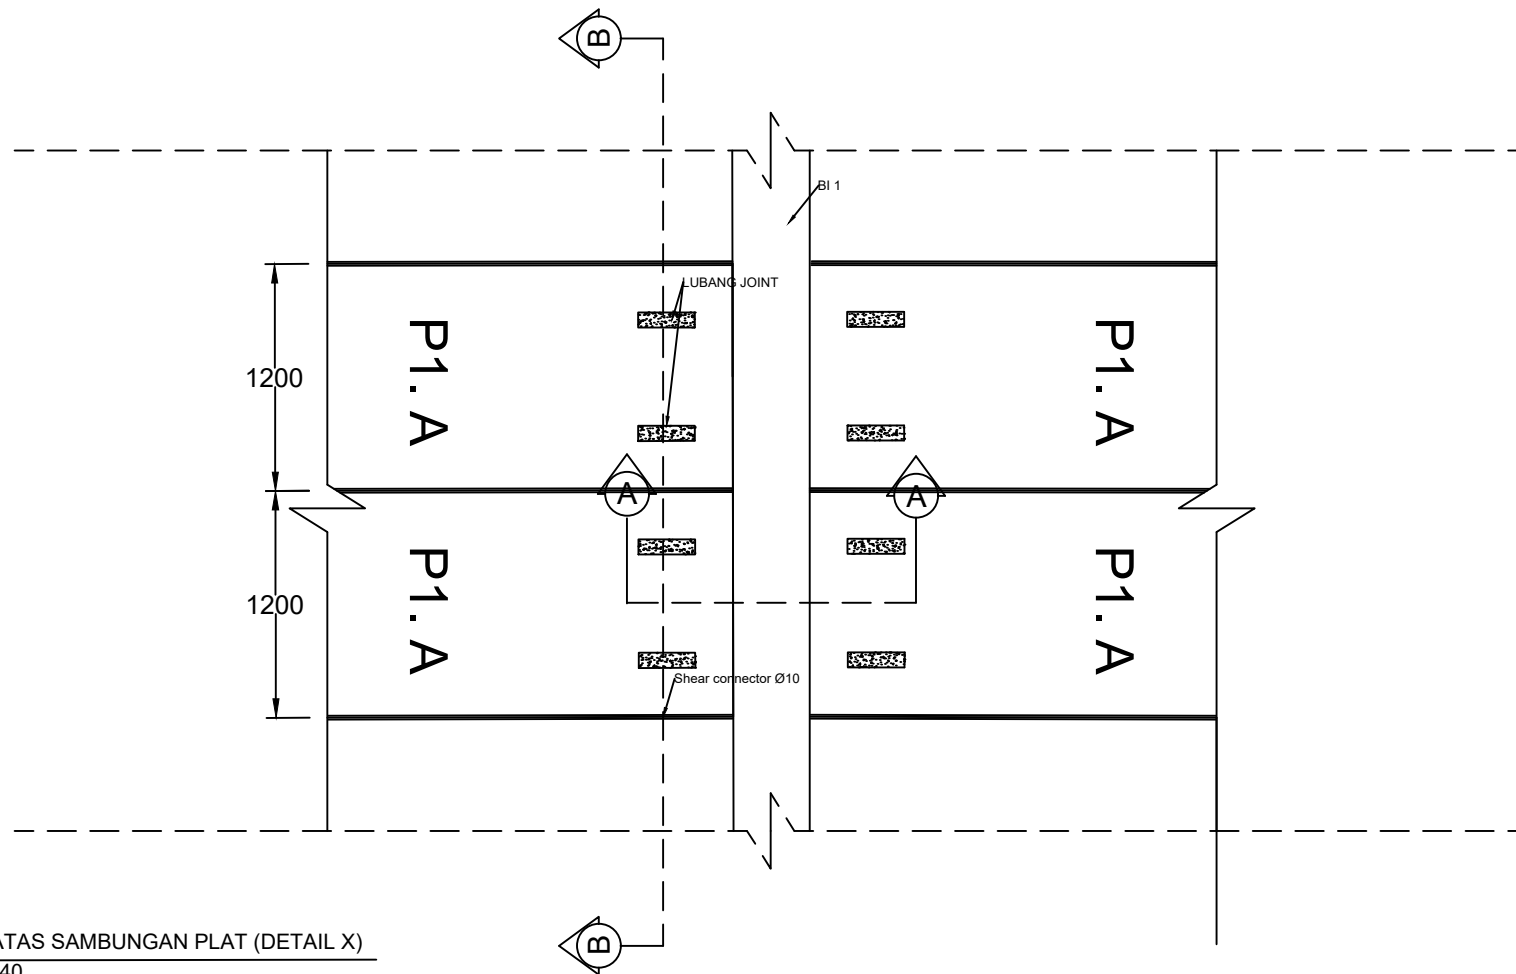 B
BI 1
LUBANG JOINT
P1. A
P1. A
1200
A
A
1200
P1. A
P1. A
Shear connector Ø10
ATAS SAMBUNGAN PLAT (DETAIL X)
40
B